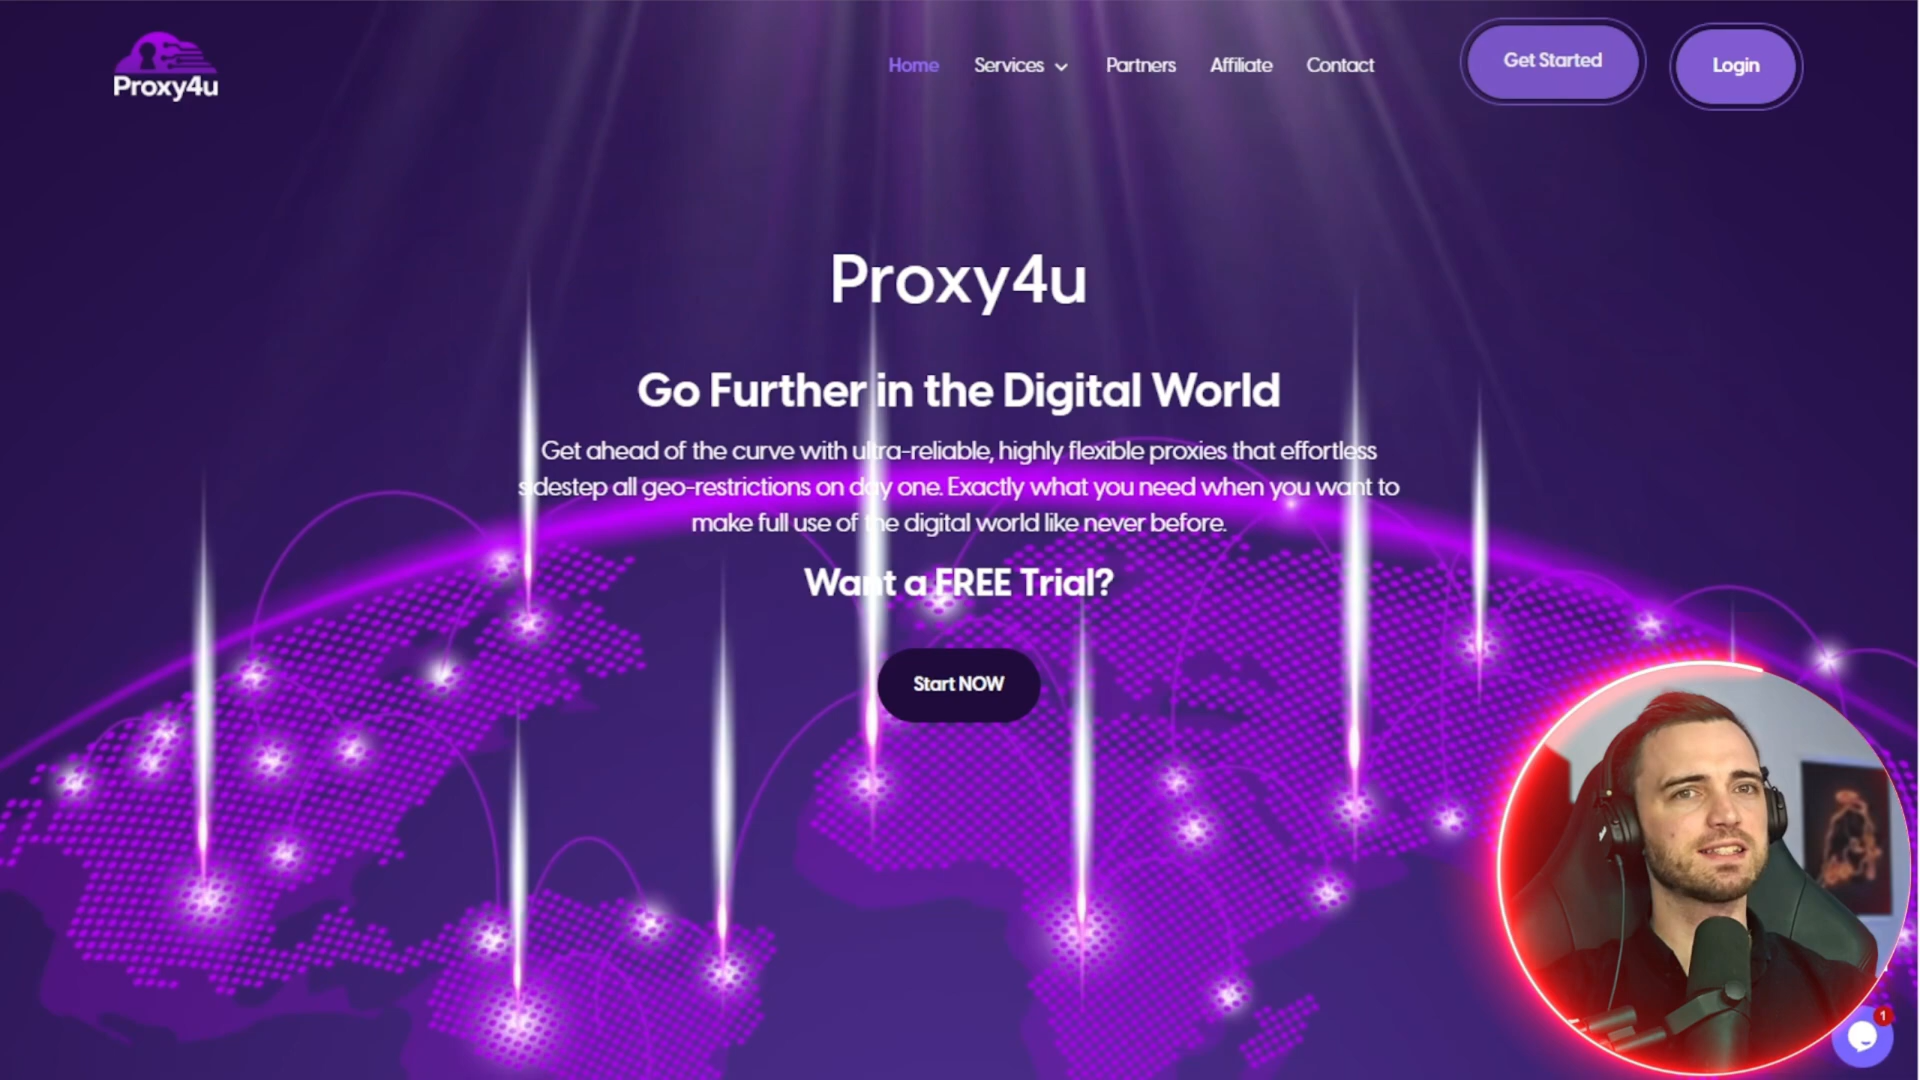 Proxy4u
Home
Services
Partners
Affiliate
Contact
Get Started
Login
Proxy4u
Go Further in the Digital World
Get ahead of the curve with ultra-reliable, highly flexible proxies that effortless
sidestep all geo-restrictions on day one. Exactly what you need when you want to
make full use of the digital world like never before.
Want a FREE Trial?
Start NOW
1